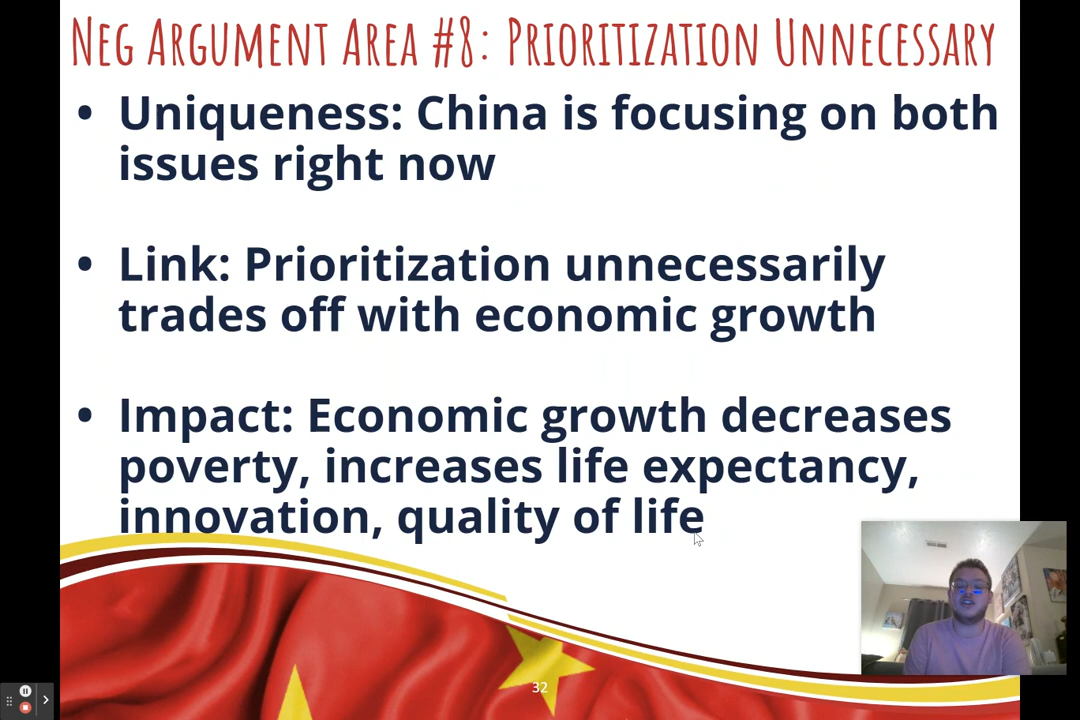 Neg Argument Area #8: Prioritization Unnecessary
• Uniqueness: China is focusing on both
issues right now
• Link: Prioritization unnecessarily
trades off with economic growth
• Impact: Economic growth decreases
poverty, increases life expectancy,
innovation, quality of life
32